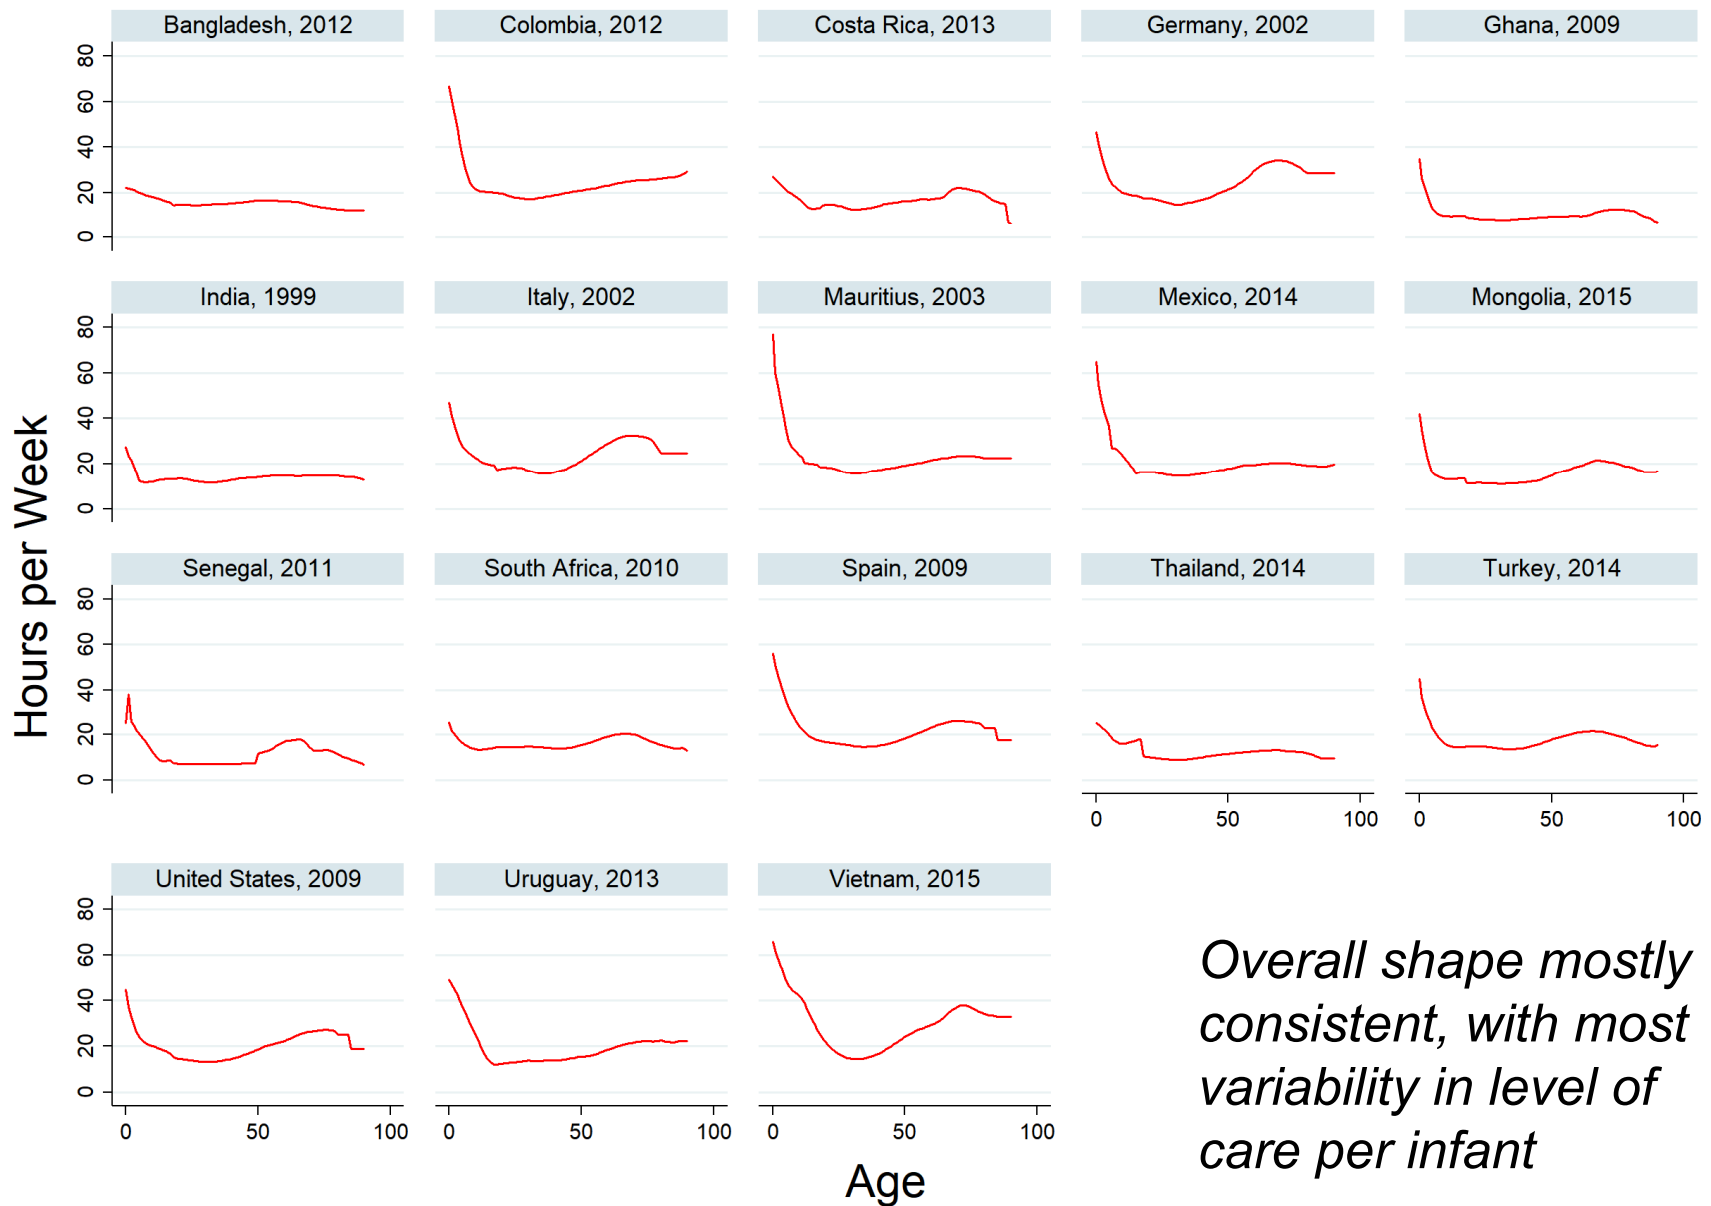 Bangladesh, 2012
Colombia, 2012
Costa Rica, 2013
Germany, 2002
Ghana, 2009
80
60
40
20
0
India, 1999
Italy, 2002
Mauritius, 2003
Mexico, 2014
Mongolia, 2015
80
60
40
20
0
Hours per Week
Senegal, 2011
South Africa, 2010
Spain, 2009
Thailand, 2014
Turkey, 2014
80
60
40
20
0
0 50 100
0 50 100
United States, 2009
Uruguay, 2013
Vietnam, 2015
80
60
40
20
0
0 50 100
0 50 100
0 50 100
Age
Overall shape mostly
consistent, with most
variability in level of
care per infant